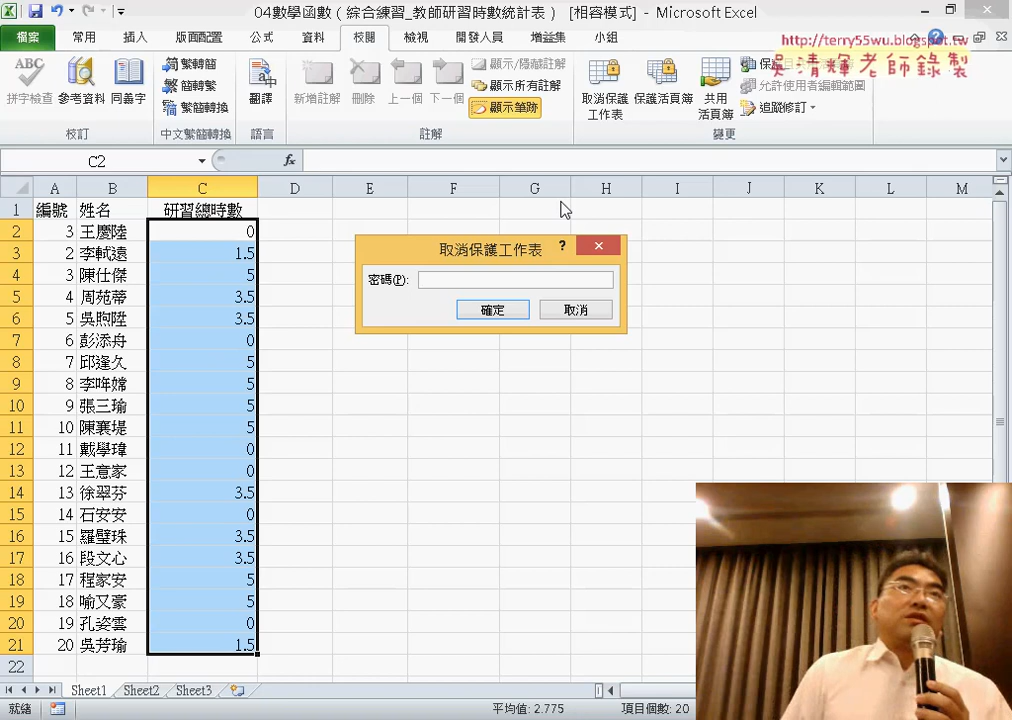 04數學函數（綜合練習_教師研習時數統計表） [相容模式] - Microsoft Excel
檔案 常用 插入 版面配置 公式 資料 校閱 檢視 開發人員 增益集 小組
http://terry55wu.blogspot.tw
吳清輝老師錄製
ABC
拼字檢查 參考資料 同義字
校訂
繁轉簡
簡轉繁
繁簡轉換
中文繁簡轉換
翻譯
語言
新增註解 刪除 上一個 下一個
顯示/隱藏註解
顯示所有註解
顯示筆跡
註解
取消保護工作表 保護活頁簿 共用活頁簿
允許使用者編輯範圍
追蹤修訂
變更
C2 fx
A B C D E F G H I J K L M
1 編號 姓名 研習總時數
2 3 王慶陸 0
3 2 李軾遠 1.5
4 3 陳仕傑 5
5 4 周苑蒂 3.5
6 5 吳煦陞 3.5
7 6 彭添舟 0
8 7 邱逢久 5
9 8 李哖嫦 5
10 9 張三瑜 5
11 10 陳襄堤 5
12 11 戴學瑋 0
13 12 王意家 0
14 13 徐翠芬 3.5
15 14 石安安 0
16 15 羅璧珠 3.5
17 16 段文心 3.5
18 17 程家安 5
19 18 喻又豪 5
20 19 孔姿雲 0
21 20 吳芳瑜 1.5
22
取消保護工作表 ?
密碼(P):
確定 取消
Sheet1 Sheet2 Sheet3
就緒 平均值: 2.775 項目個數: 20